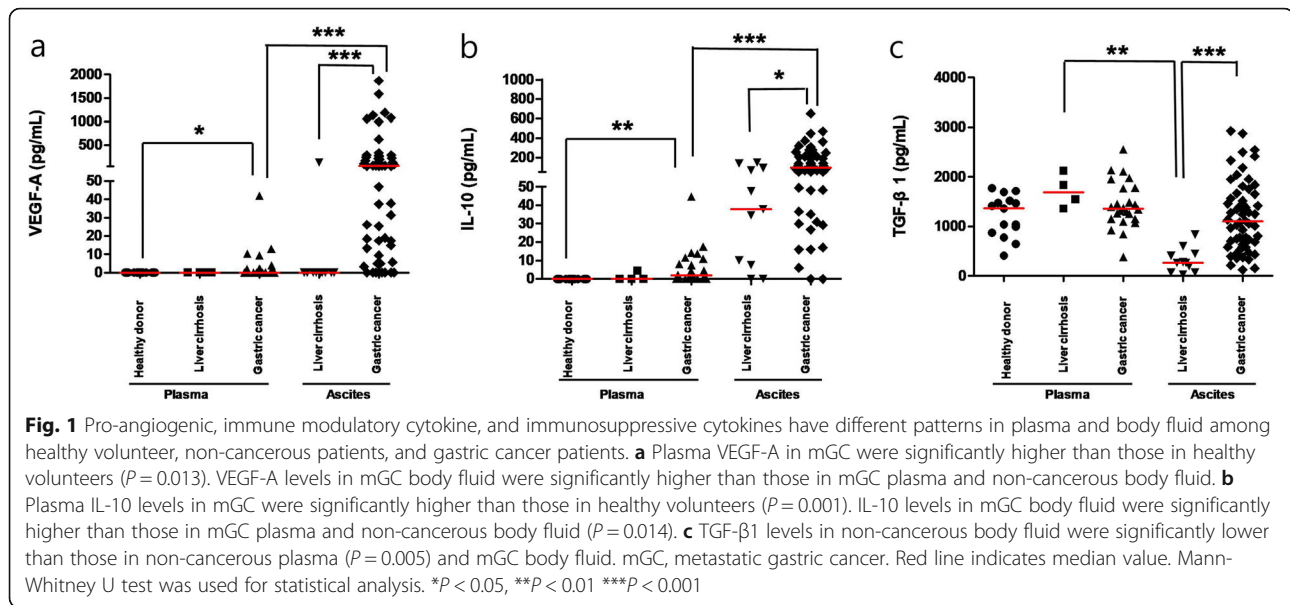 a
***
***
*
VEGF-A (pg/mL)
2000
1500
1000
500
50
40
30
20
10
0
Healthy donor
Liver cirrhosis
Gastric cancer
Liver cirrhosis
Gastric cancer
Plasma
Ascites
b
***
*
**
IL-10 (pg/mL)
1000
800
600
400
200
50
40
30
20
10
0
Healthy donor
Liver cirrhosis
Gastric cancer
Liver cirrhosis
Gastric cancer
Plasma
Ascites
c
**
***
TGF-β 1 (pg/mL)
4000
3000
2000
1000
0
Healthy donor
Liver cirrhosis
Gastric cancer
Liver cirrhosis
Gastric cancer
Plasma
Ascites
Fig. 1 Pro-angiogenic, immune modulatory cytokine, and immunosuppressive cytokines have different patterns in plasma and body fluid among
healthy volunteer, non-cancerous patients, and gastric cancer patients. a Plasma VEGF-A in mGC were significantly higher than those in healthy
volunteers (P = 0.013). VEGF-A levels in mGC body fluid were significantly higher than those in mGC plasma and non-cancerous body fluid. b
Plasma IL-10 levels in mGC were significantly higher than those in healthy volunteers (P = 0.001). IL-10 levels in mGC body fluid were significantly
higher than those in mGC plasma and non-cancerous body fluid (P = 0.014). c TGF-β1 levels in non-cancerous body fluid were significantly lower
than those in non-cancerous plasma (P = 0.005) and mGC body fluid. mGC, metastatic gastric cancer. Red line indicates median value. Mann-
Whitney U test was used for statistical analysis. *P < 0.05, **P < 0.01 ***P < 0.001